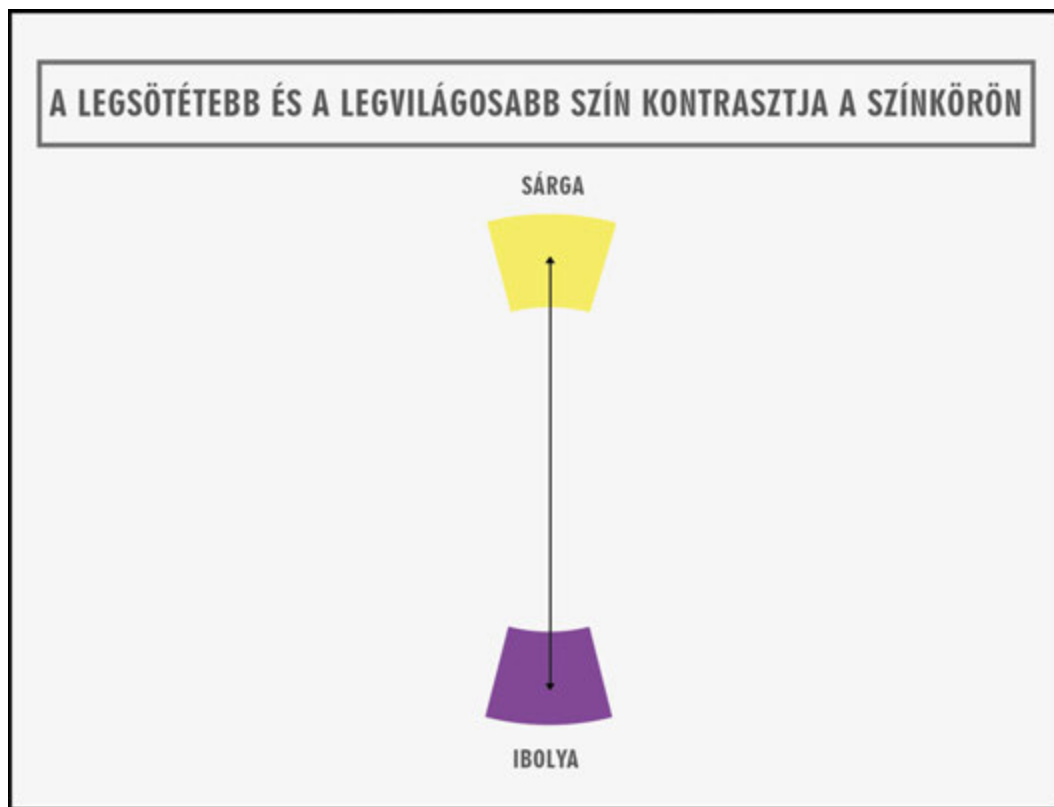 A LEGSÖTÉTEBB ÉS A LEGVILÁGOSABB SZÍN KONTRASZTJA A SZÍNKÖRÖN
SÁRGA
IBOLYA